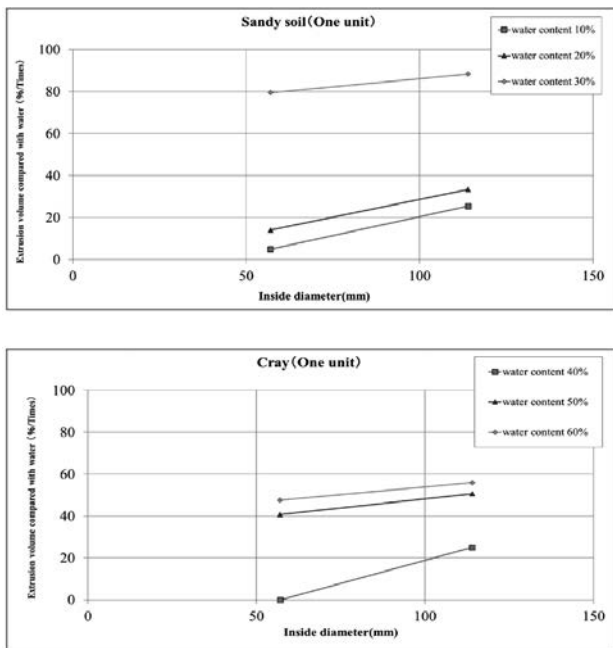 Sandy soil(One unit)
water content 10%
water content 20%
water content 30%
Extrusion volume compared with water (%/Times)
100
80
60
40
20
0
0 50 100 150
Inside diameter(mm)
Cray(One unit)
water content 40%
water content 50%
water content 60%
Extrusion volume compared with water (%/Times)
100
80
60
40
20
0
0 50 100 150
Inside diameter(mm)